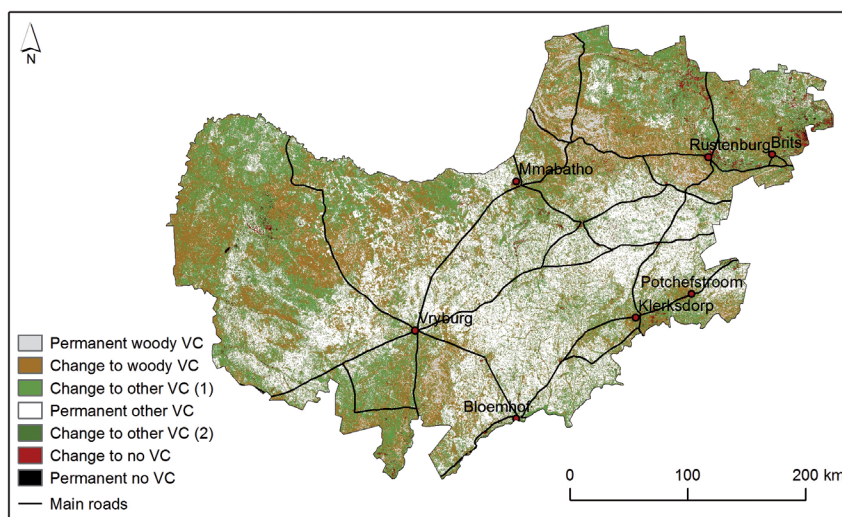 N
Rustenburg
Brits
Mmabatho
Potchefstroom
Klerksdorp
Vryburg
Bloemhof
Permanent woody VC
Change to woody VC
Change to other VC (1)
Permanent other VC
Change to other VC (2)
Change to no VC
Permanent no VC
Main roads
0 100 200 km